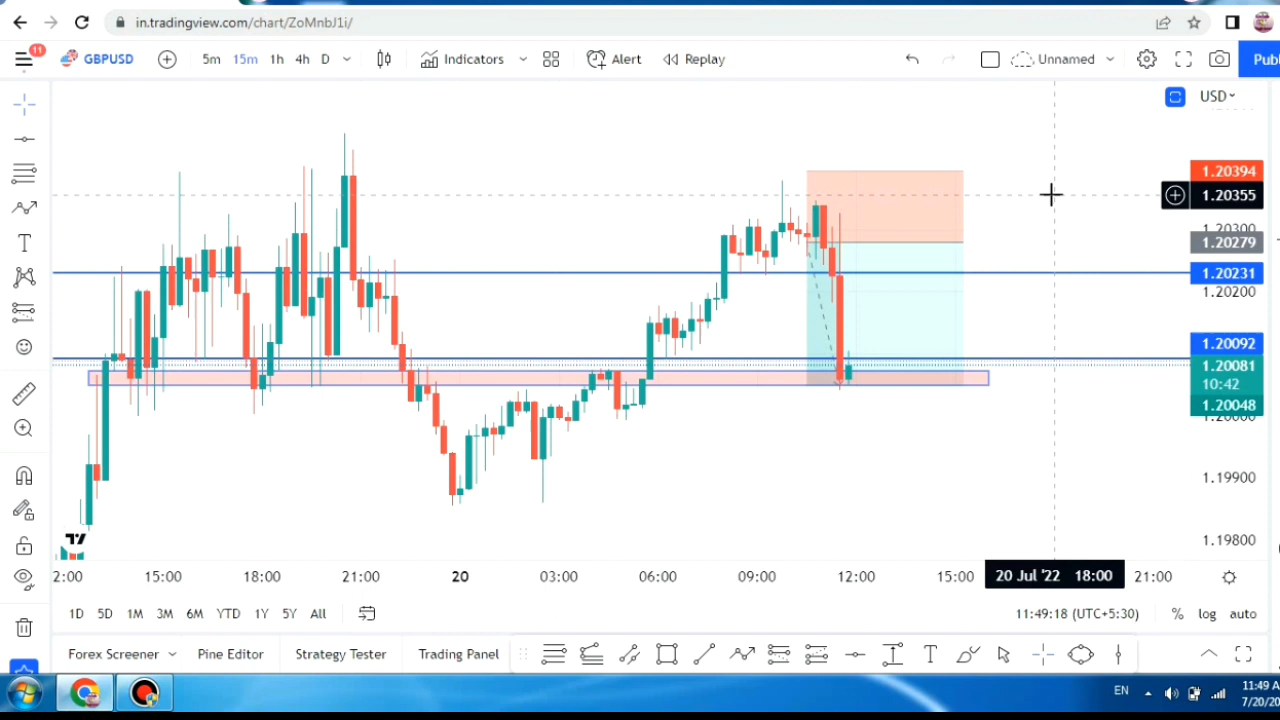 in.tradingview.com/chart/ZoMnbJ1i/
11 GBPUSD 5m 15m 1h 4h D Indicators Alert Replay Unnamed Publ
USD
1.20394
1.20355
1.20300
1.20279
1.20231
1.20200
1.20092
1.20081
10:42
1.20048
1.20000
1.19900
1.19800
2:00 15:00 18:00 21:00 20 03:00 06:00 09:00 12:00 15:00 20 Jul '22 18:00 21:00
1D 5D 1M 3M 6M YTD 1Y 5Y All 11:49:18 (UTC+5:30) % log auto
Forex Screener Pine Editor Strategy Tester Trading Panel
EN 11:49 A
7/20/20